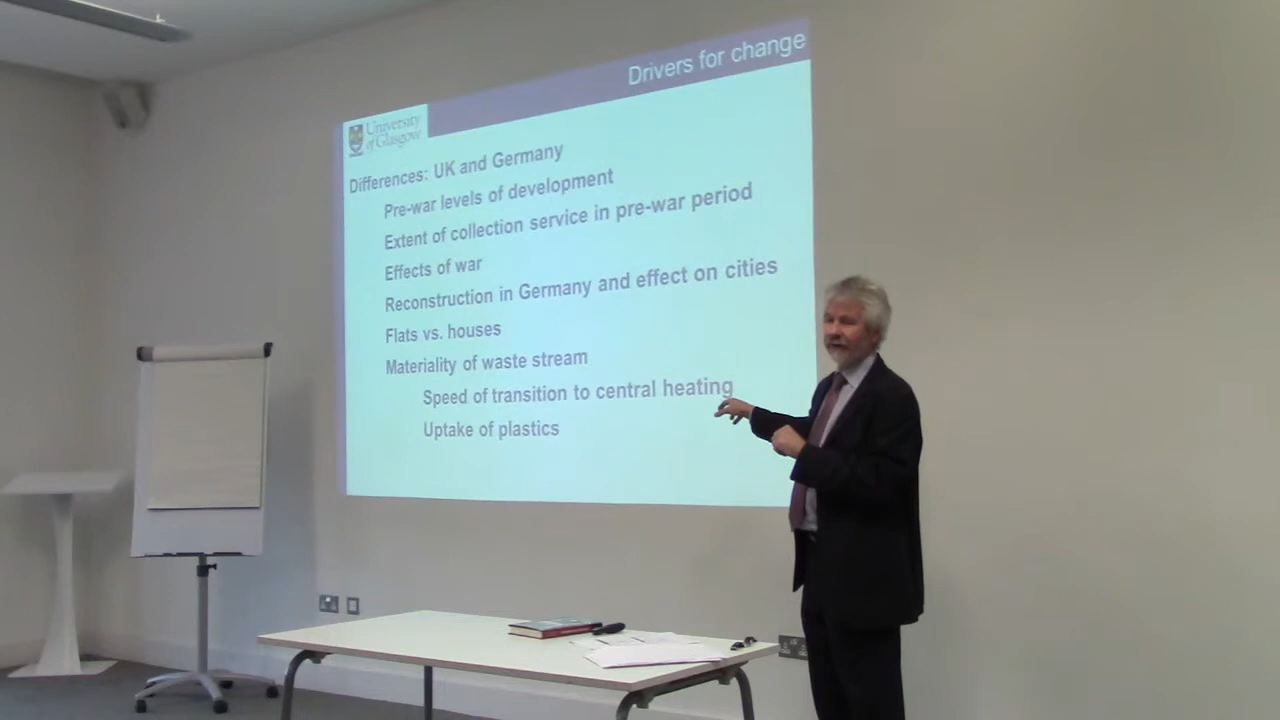 Drivers for change
University
of Glasgow
Differences: UK and Germany
Pre-war levels of development
Extent of collection service in pre-war period
Effects of war
Reconstruction in Germany and effect on cities
Flats vs. houses
Materiality of waste stream
Speed of transition to central heating
Uptake of plastics